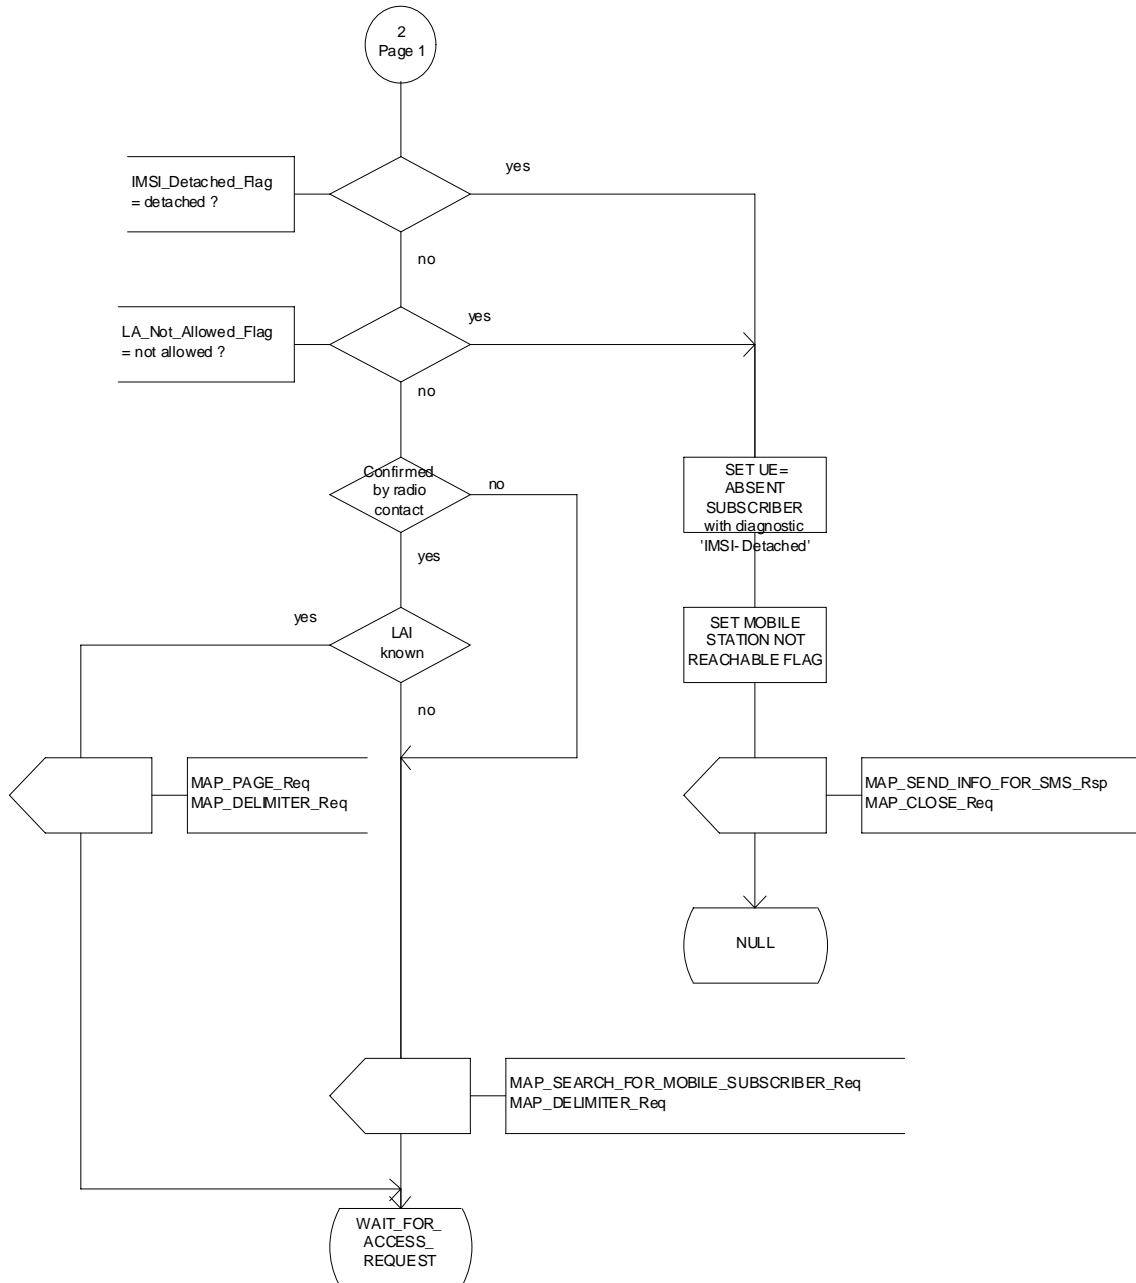 2
Page 1
yes
IMSI_Detached_Flag
= detached ?
no
yes
LA_Not_Allowed_Flag
= not allowed ?
no
Confirmed
by radio
contact
no
SET UE=
ABSENT
SUBSCRIBER
with diagnostic
'IMSI-Detached'
yes
yes
LAI
known
SET MOBILE
STATION NOT
REACHABLE FLAG
no
MAP_PAGE_Req
MAP_DELIMITER_Req
MAP_SEND_INFO_FOR_SMS_Rsp
MAP_CLOSE_Req
NULL
MAP_SEARCH_FOR_MOBILE_SUBSCRIBER_Req
MAP_DELIMITER_Req
WAIT_FOR_
ACCESS_
REQUEST